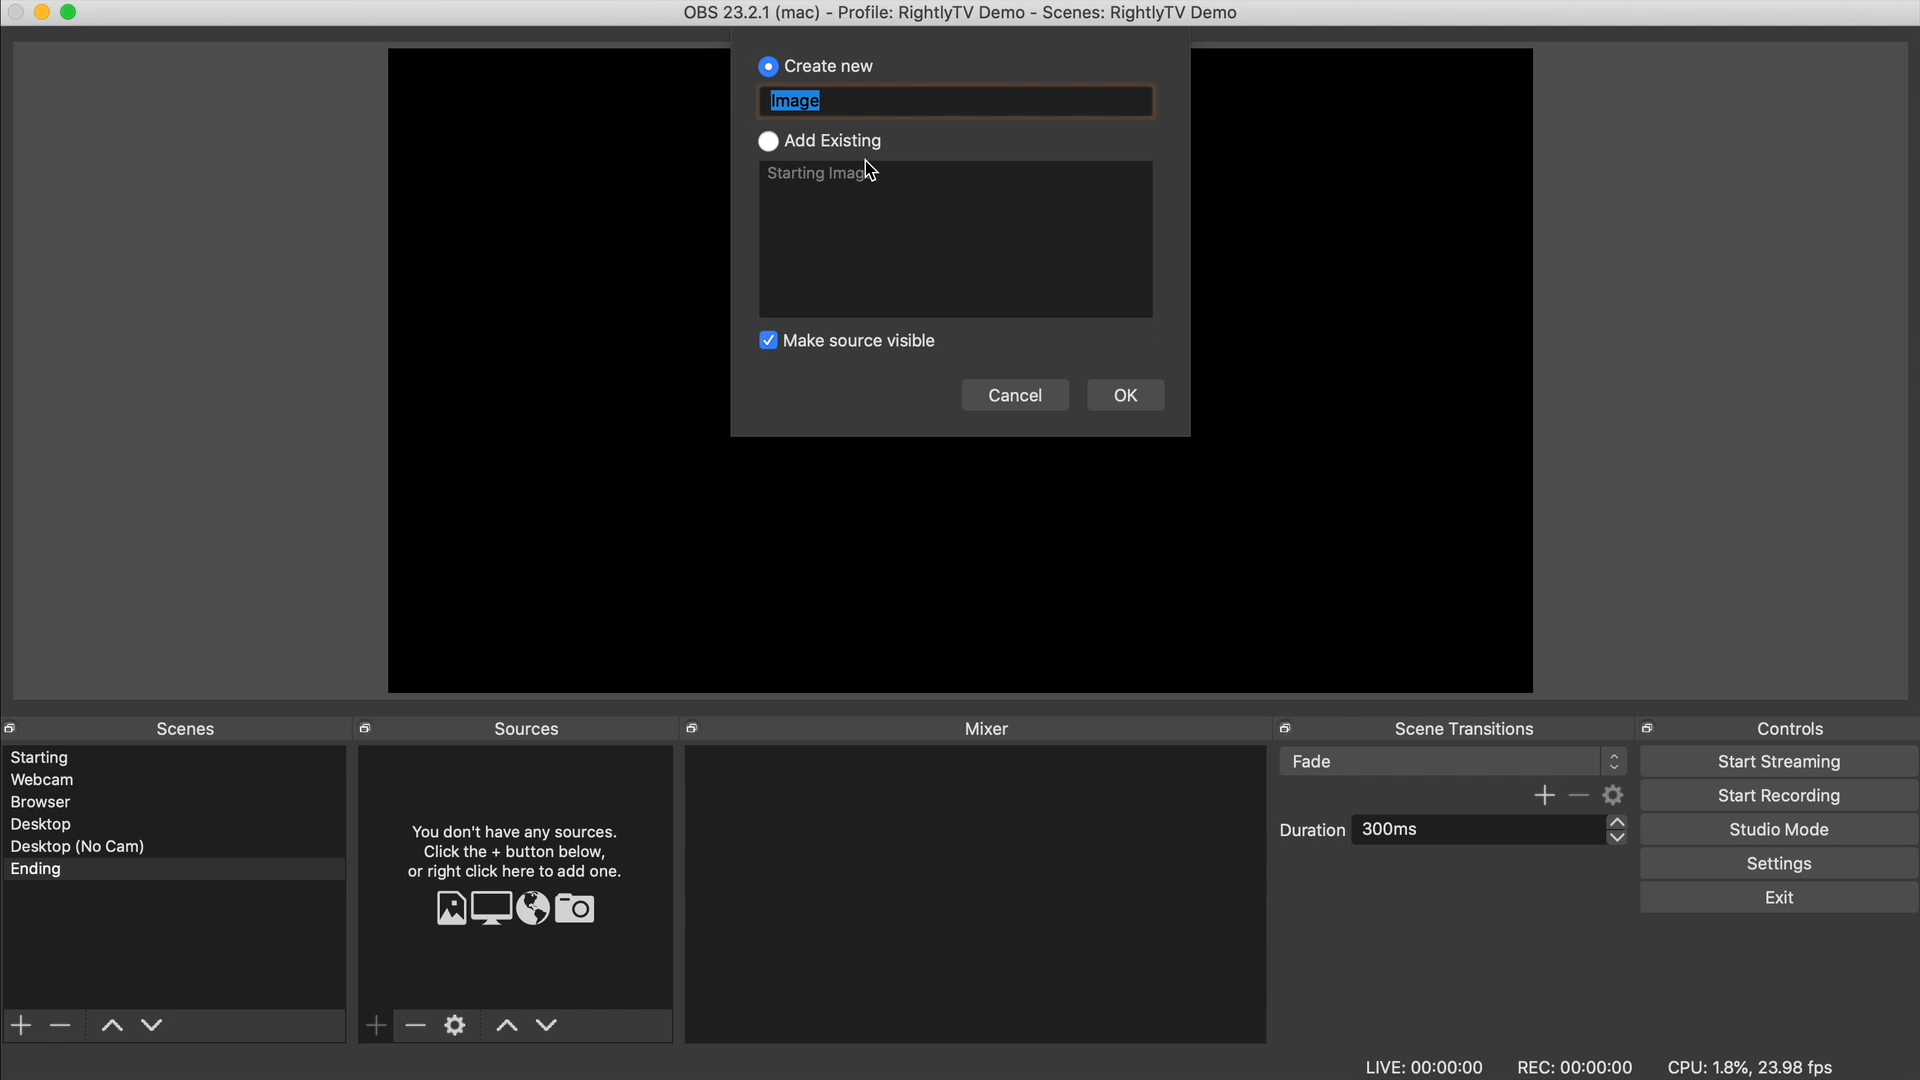 OBS 23.2.1 (mac) - Profile: RightlyTV Demo - Scenes: RightlyTV Demo
Create new
Image
Add Existing
Starting Imag
Make source visible
Cancel
OK
Scenes
Sources
Mixer
Scene Transitions
Controls
Starting
Webcam
Browser
Desktop
Desktop (No Cam)
Ending
You don't have any sources.
Click the + button below,
or right click here to add one.
Fade
Duration
300ms
Start Streaming
Start Recording
Studio Mode
Settings
Exit
LIVE: 00:00:00
REC: 00:00:00
CPU: 1.8%, 23.98 fps